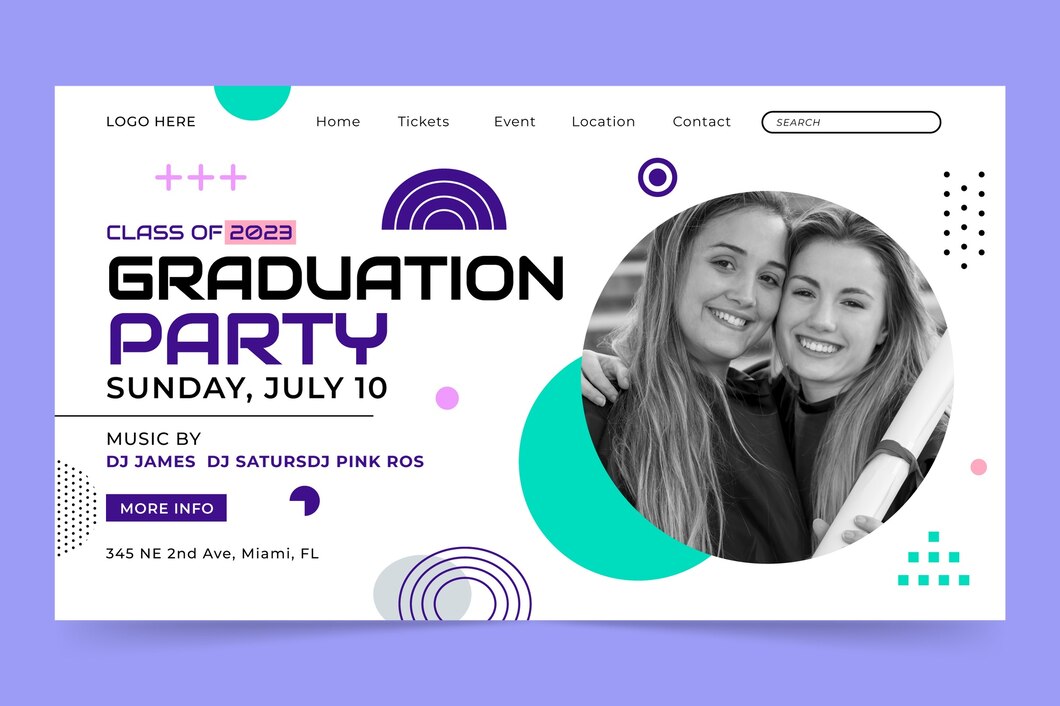 LOGO HERE
Home Tickets Event Location Contact SEARCH
CLASS OF 2023
GRADUATION
PARTY
SUNDAY, JULY 10
MUSIC BY
DJ JAMES DJ SATURSDJ PINK ROS
MORE INFO
345 NE 2nd Ave, Miami, FL